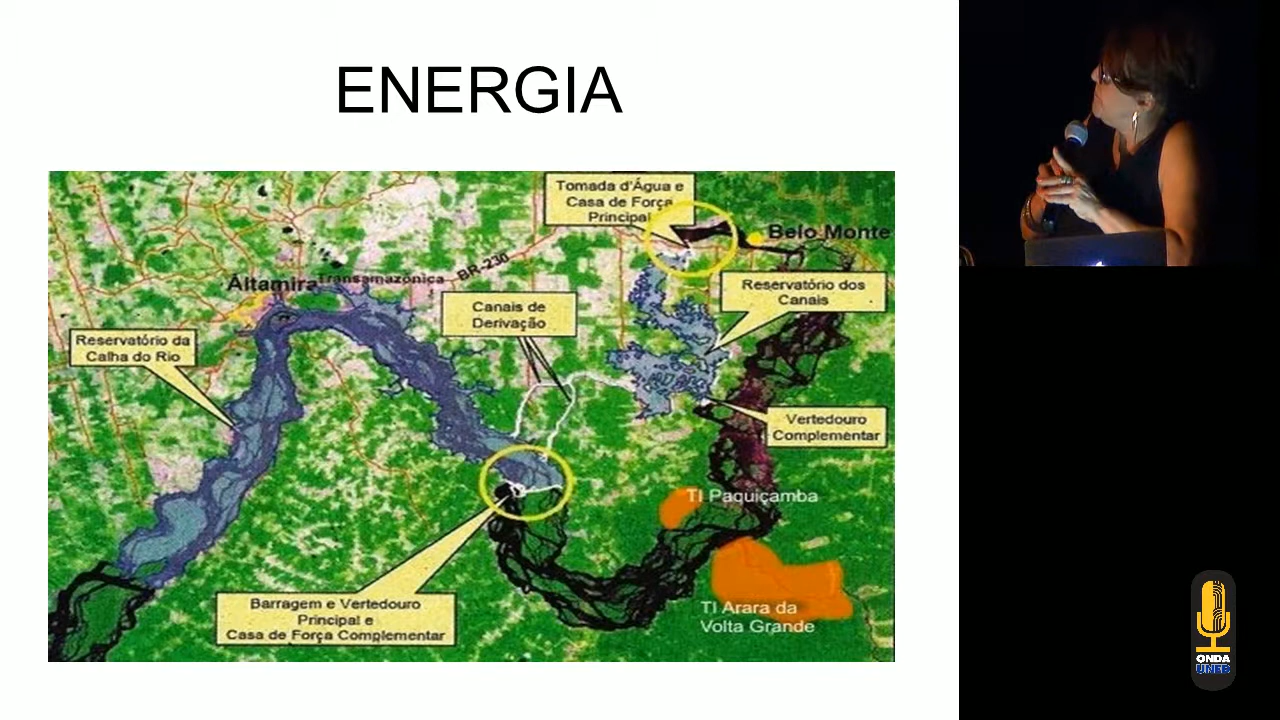 ENERGIA
Tomada d'Água e
Casa de Força
Principal
Belo Monte
Altamira
Transamazônica
BR-230
Reservatório dos
Canais
Canais de
Derivação
Reservatório da
Calha do Rio
Vertedouro
Complementar
TI Paquiçamba
Barragem e Vertedouro
Principal e
Casa de Força Complementar
TI Arara da
Volta Grande
ONDA
UNEB